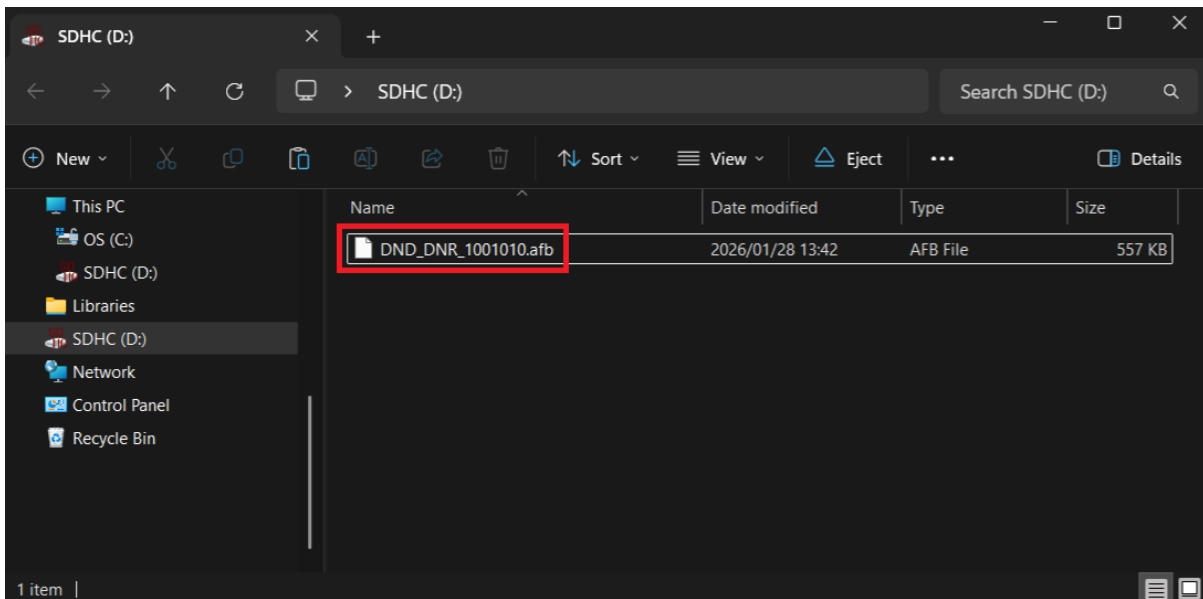 SDHC (D:)
SDHC (D:)
Search SDHC (D:)
New
Sort
View
Eject
Details
This PC
OS (C:)
SDHC (D:)
Libraries
SDHC (D:)
Network
Control Panel
Recycle Bin
Name Date modified Type Size
DND_DNR_1001010.afb 2026/01/28 13:42 AFB File 557 KB
1 item